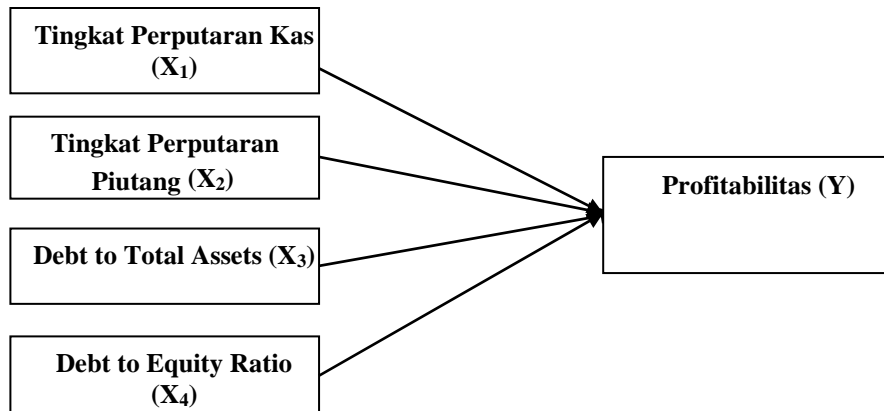 Tingkat Perputaran Kas
(X₁)
Tingkat Perputaran
Piutang (X₂)
Profitabilitas (Y)
Debt to Total Assets (X₃)
Debt to Equity Ratio
(X₄)